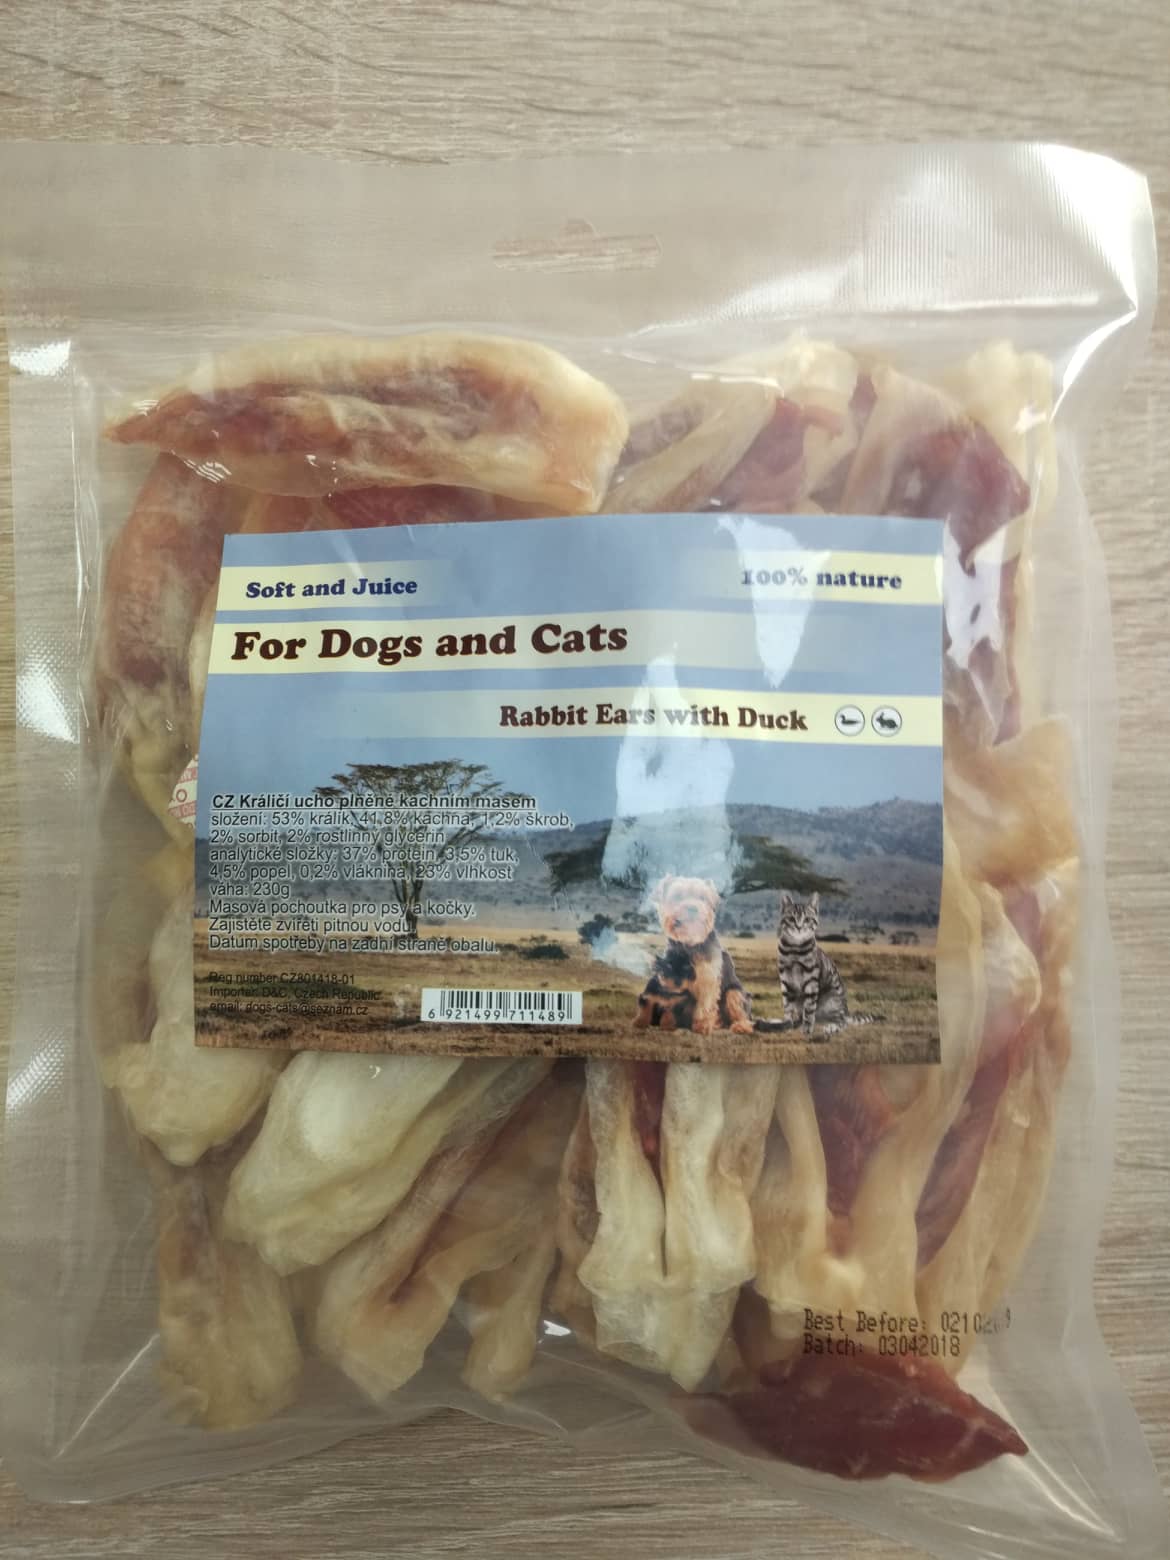 Soft and Juice
100% nature
For Dogs and Cats
Rabbit Ears with Duck
CZ Králičí ucho plněné kachním masem
složení: 53% králík, 41,8% kachna, 1,2% škrob,
2% sorbit, 2% rostlinný glycerin
analytické složky: 37% protein, 3,5% tuk,
4,5% popel, 0,2% vláknina, 23% vlhkost
váha: 230g
Masová pochoutka pro psy a kočky.
Zajistěte zvířeti pitnou vodu.
Datum spotřeby na zadní straně obalu.
Reg number CZ801418-01
Importer: D&C, Czech Republic
email: dogs-cats@seznam.cz
6 921499 711489
Best Before:
Batch: 03042018